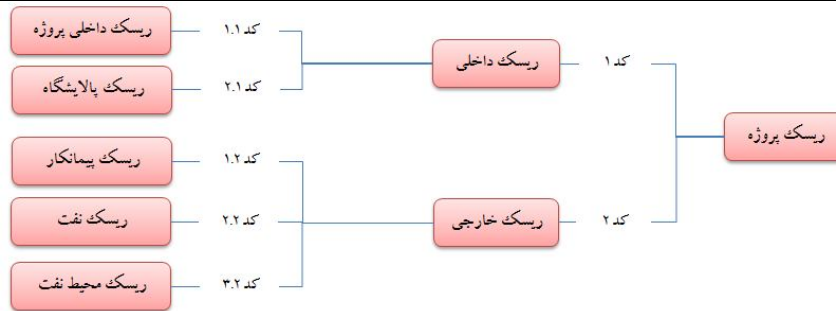 ریسک پروژه
کد ۱
ریسک داخلی
کد ۱.۱
ریسک داخلی پروژه
کد ۲.۱
ریسک پالایشگاه
کد ۲
ریسک خارجی
کد ۱.۲
ریسک پیمانکار
کد ۲.۲
ریسک نفت
کد ۳.۲
ریسک محیط نفت